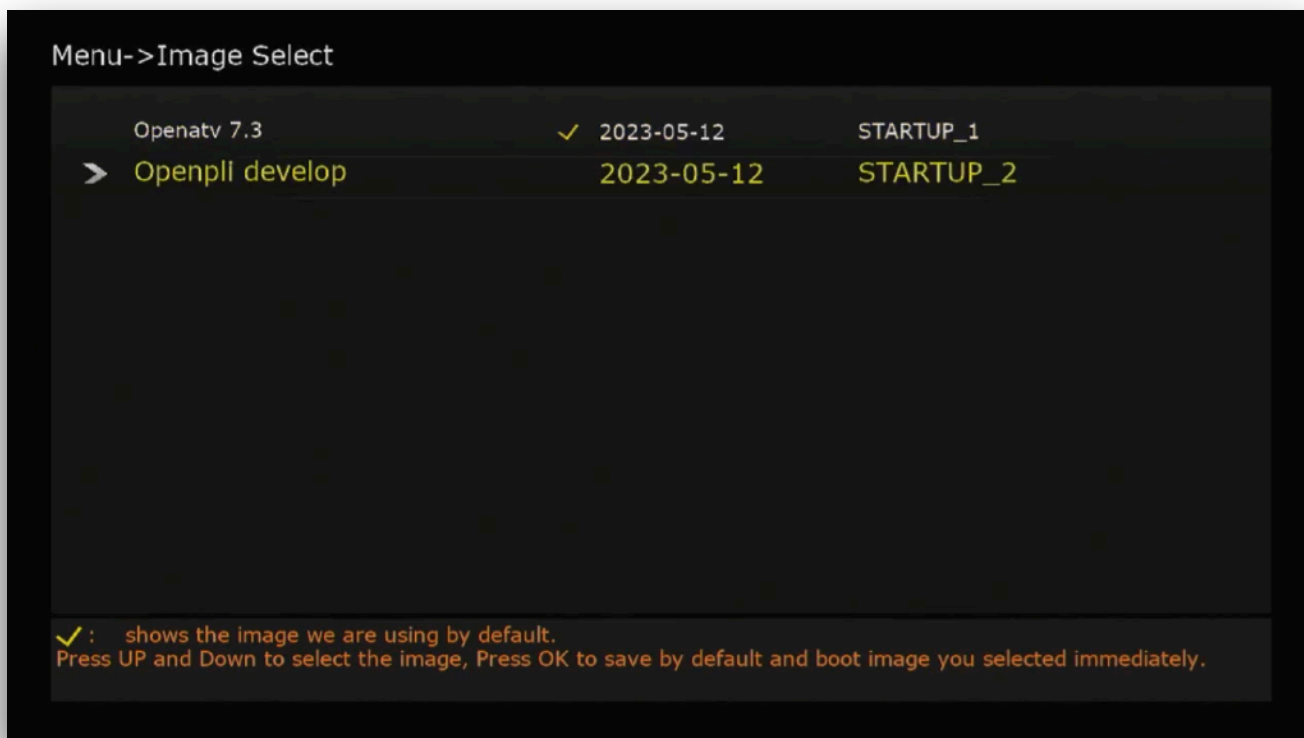 Menu->Image Select
Openatv 7.3 ✓ 2023-05-12 STARTUP_1
Openpli develop 2023-05-12 STARTUP_2
✓ : shows the image we are using by default.
Press UP and Down to select the image, Press OK to save by default and boot image you selected immediately.